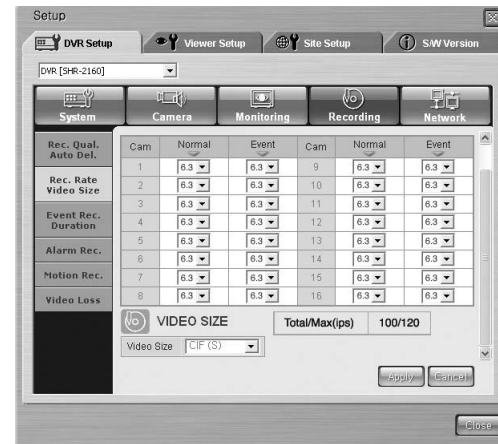 Setup
DVR Setup Viewer Setup Site Setup S/W Version
DVR [SHR-2160]
System Camera Monitoring Recording Network
Rec. Qual.
Auto Del.
Rec. Rate
Video Size
Event Rec.
Duration
Alarm Rec.
Motion Rec.
Video Loss
Cam Normal Event Cam Normal Event
1 6.3 6.3 9 6.3 6.3
2 6.3 6.3 10 6.3 6.3
3 6.3 6.3 11 6.3 6.3
4 6.3 6.3 12 6.3 6.3
5 6.3 6.3 13 6.3 6.3
6 6.3 6.3 14 6.3 6.3
7 6.3 6.3 15 6.3 6.3
8 6.3 6.3 16 6.3 6.3
VIDEO SIZE Total/Max(ips) 100/120
Video Size CIF (S)
Apply Cancel
Close